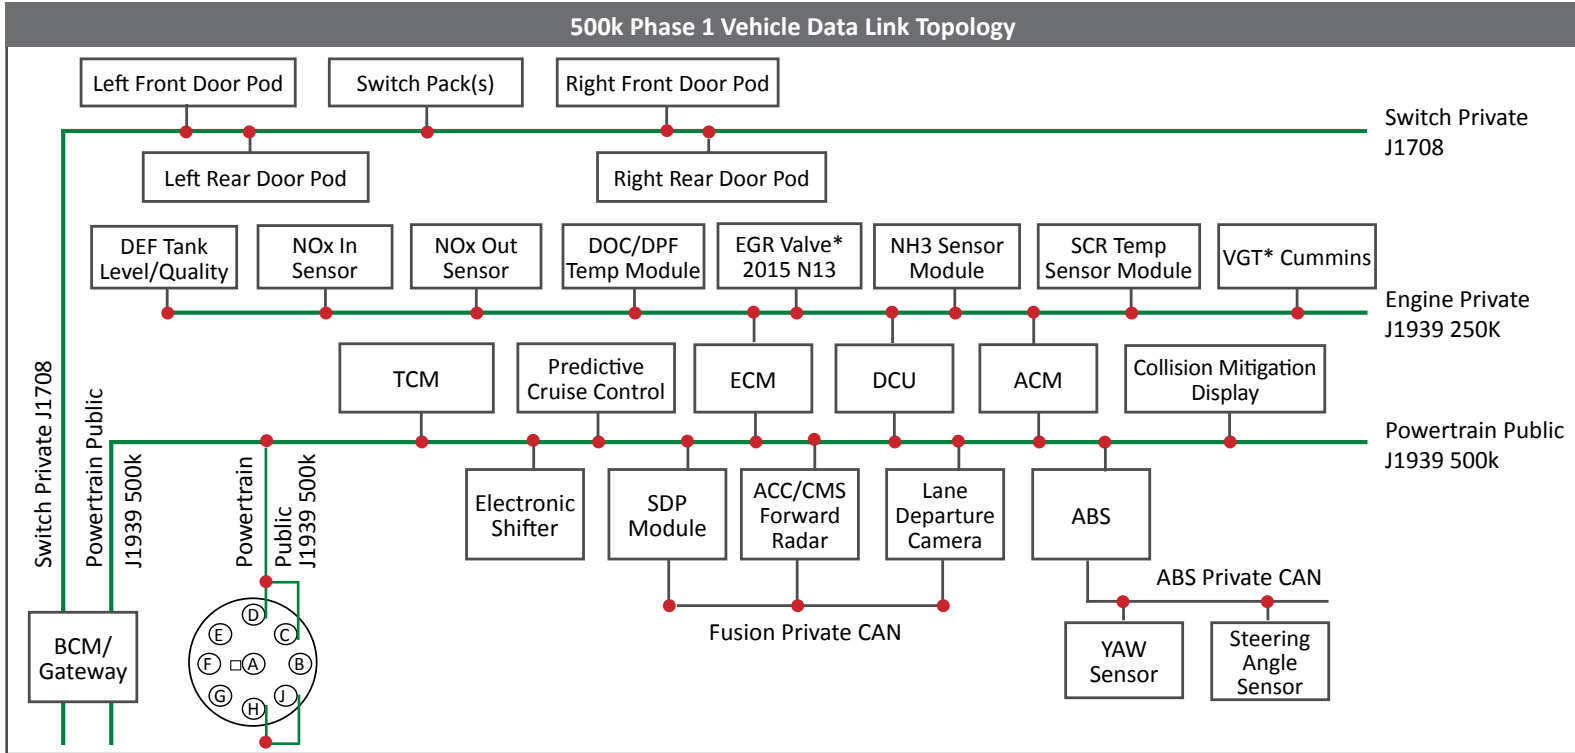 500k Phase 1 Vehicle Data Link Topology
Left Front Door Pod
Switch Pack(s)
Right Front Door Pod
Switch Private
J1708
Left Rear Door Pod
Right Rear Door Pod
DEF Tank
Level/Quality
NOx In
Sensor
NOx Out
Sensor
DOC/DPF
Temp Module
EGR Valve*
2015 N13
NH3 Sensor
Module
SCR Temp
Sensor Module
VGT* Cummins
Engine Private
J1939 250K
TCM
Predictive
Cruise Control
ECM
DCU
ACM
Collision Mitigation
Display
Powertrain Public
J1939 500k
Switch Private J1708
Powertrain Public
J1939 500k
Powertrain
Public
J1939 500k
Electronic
Shifter
SDP
Module
ACC/CMS
Forward
Radar
Lane
Departure
Camera
ABS
ABS Private CAN
Fusion Private CAN
YAW
Sensor
Steering
Angle
Sensor
BCM/
Gateway
D
E
C
F
A
B
G
J
H